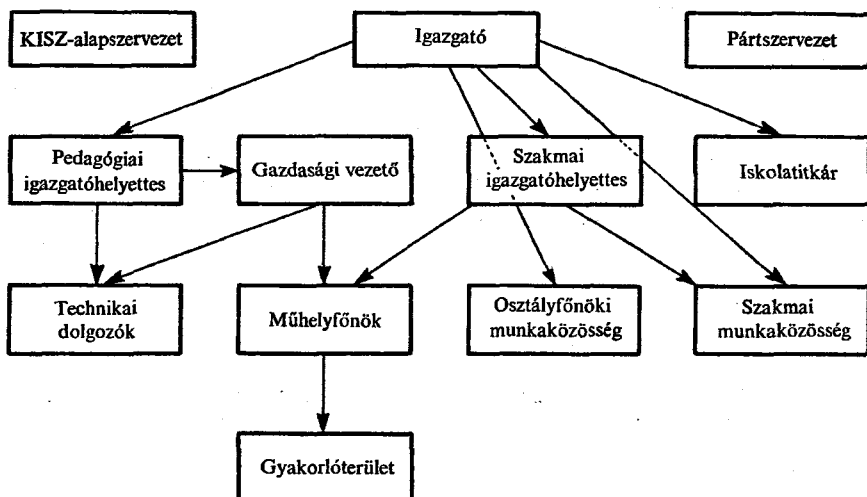 KISZ-alapszervezet
Igazgató
Pártszervezet
Pedagógiai
igazgatóhelyettes
Gazdasági vezető
Szakmai
igazgatóhelyettes
Iskolatitkár
Technikai
dolgozók
Műhelyfőnök
Osztályfőnöki
munkaközösség
Szakmai
munkaközösség
Gyakorlóterület